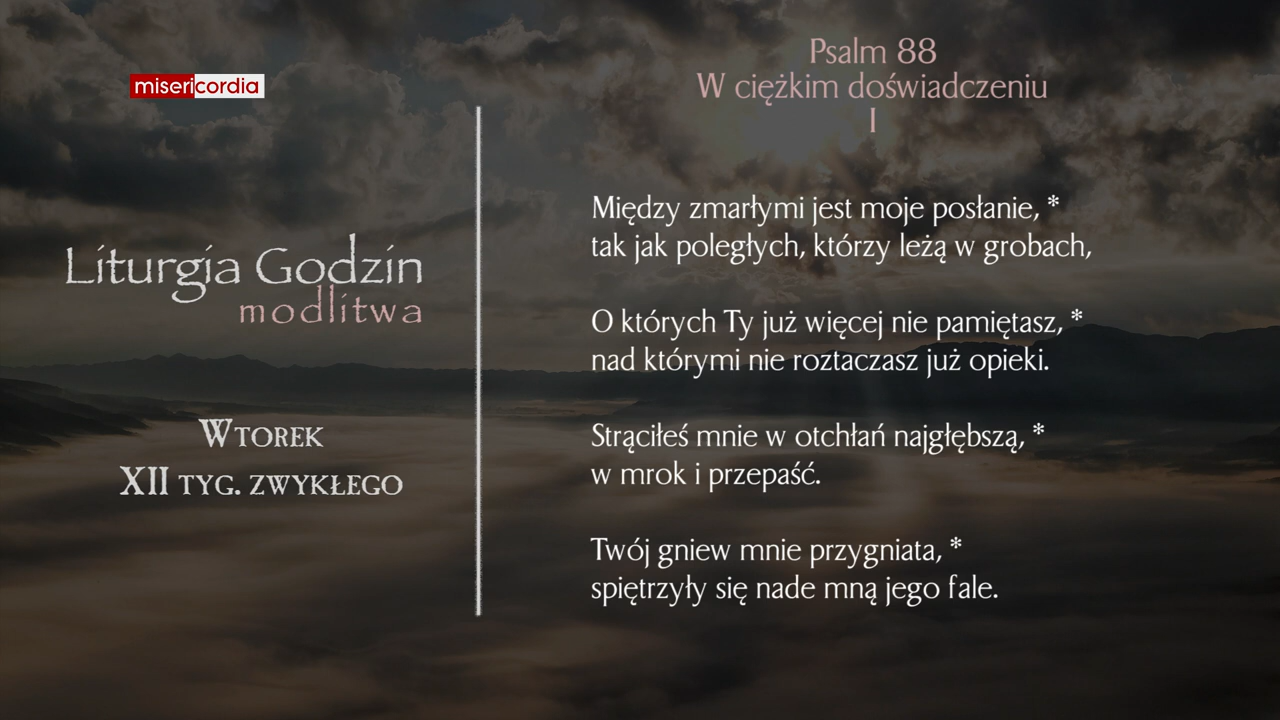 misericordia
Liturgia Godzin
modlitwa
Wtorek
XII tyg. zwykłego
Psalm 88
W ciężkim doświadczeniu
I
Między zmarłymi jest moje posłanie, *
tak jak poległych, którzy leżą w grobach,
O których Ty już więcej nie pamiętasz, *
nad którymi nie roztaczasz już opieki.
Strąciłeś mnie w otchłań najgłębszą, *
w mrok i przepaść.
Twój gniew mnie przygniata, *
spiętrzyły się nade mną jego fale.